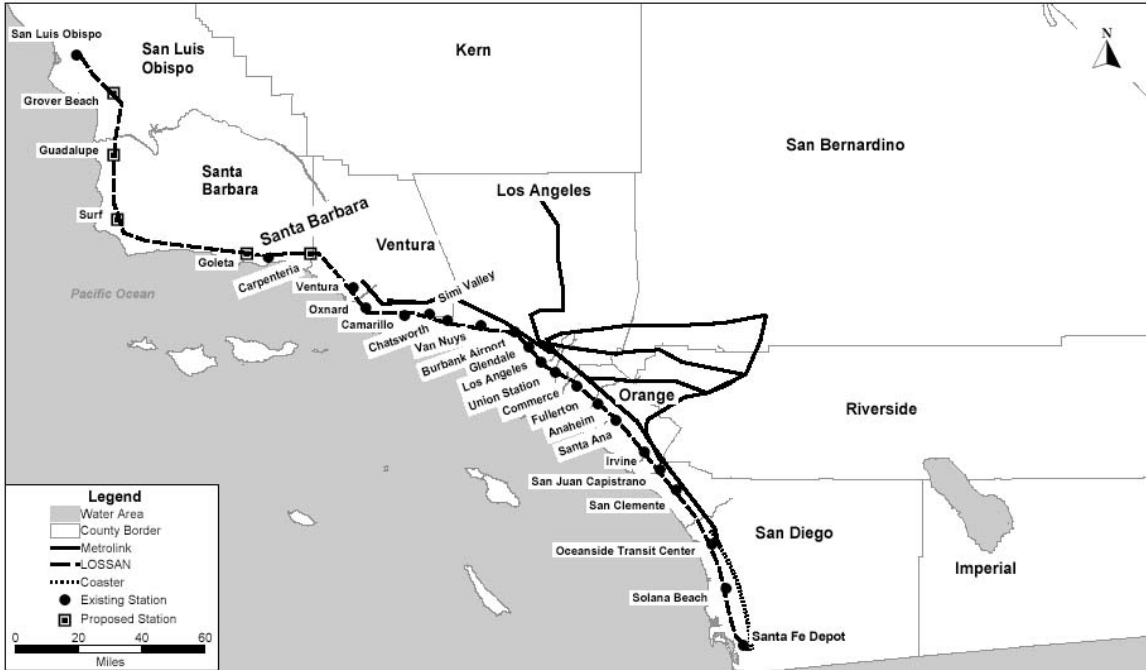 San Luis Obispo
San Luis
Obispo
Kern
N
Grover Beach
San Bernardino
Guadalupe
Santa
Barbara
Los Angeles
Surf
Santa Barbara
Ventura
Goleta
Carpenteria
Simi Valley
Pacific Ocean
Ventura
Oxnard
Camarillo
Chatsworth
Van Nuys
Burbank Airport
Glendale
Los Angeles
Union Station
Commerce
Orange
Fullerton
Riverside
Anaheim
Santa Ana
Irvine
San Juan Capistrano
San Clemente
San Diego
Oceanside Transit Center
Imperial
Solana Beach
Santa Fe Depot
Legend
Water Area
County Border
Metrolink
LOSSAN
Coaster
Existing Station
Proposed Station
0 20 40 60
Miles